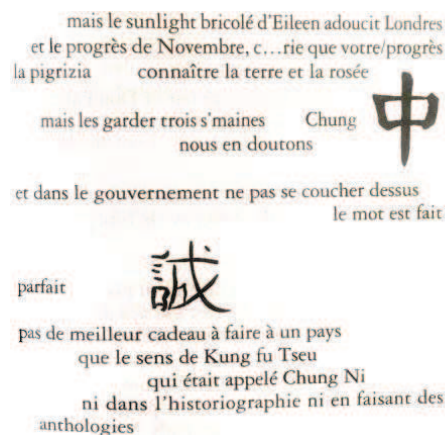 mais le sunlight bricolé d’Eileen adoucit Londres
et le progrès de Novembre, c…rie que votre/progrès
la pigrizia connaître la terre et la rosée
中
mais les garder trois s’maines Chung
nous en doutons
et dans le gouvernement ne pas se coucher dessus
le mot est fait
parfait 誠
pas de meilleur cadeau à faire à un pays
que le sens de Kung fu Tseu
qui était appelé Chung Ni
ni dans l’historiographie ni en faisant des
anthologies